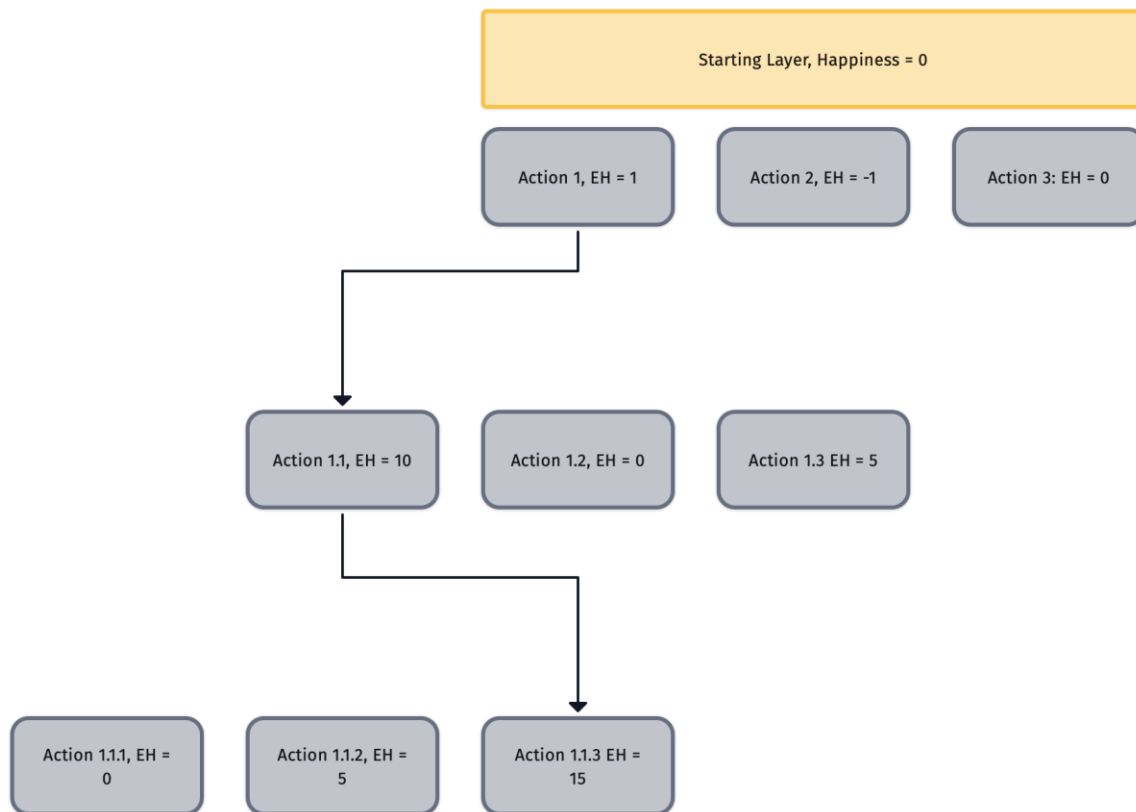 Starting Layer, Happiness = 0
Action 1, EH = 1
Action 2, EH = -1
Action 3: EH = 0
Action 1.1, EH = 10
Action 1.2, EH = 0
Action 1.3 EH = 5
Action 1.1.1, EH =
0
Action 1.1.2, EH =
5
Action 1.1.3 EH =
15